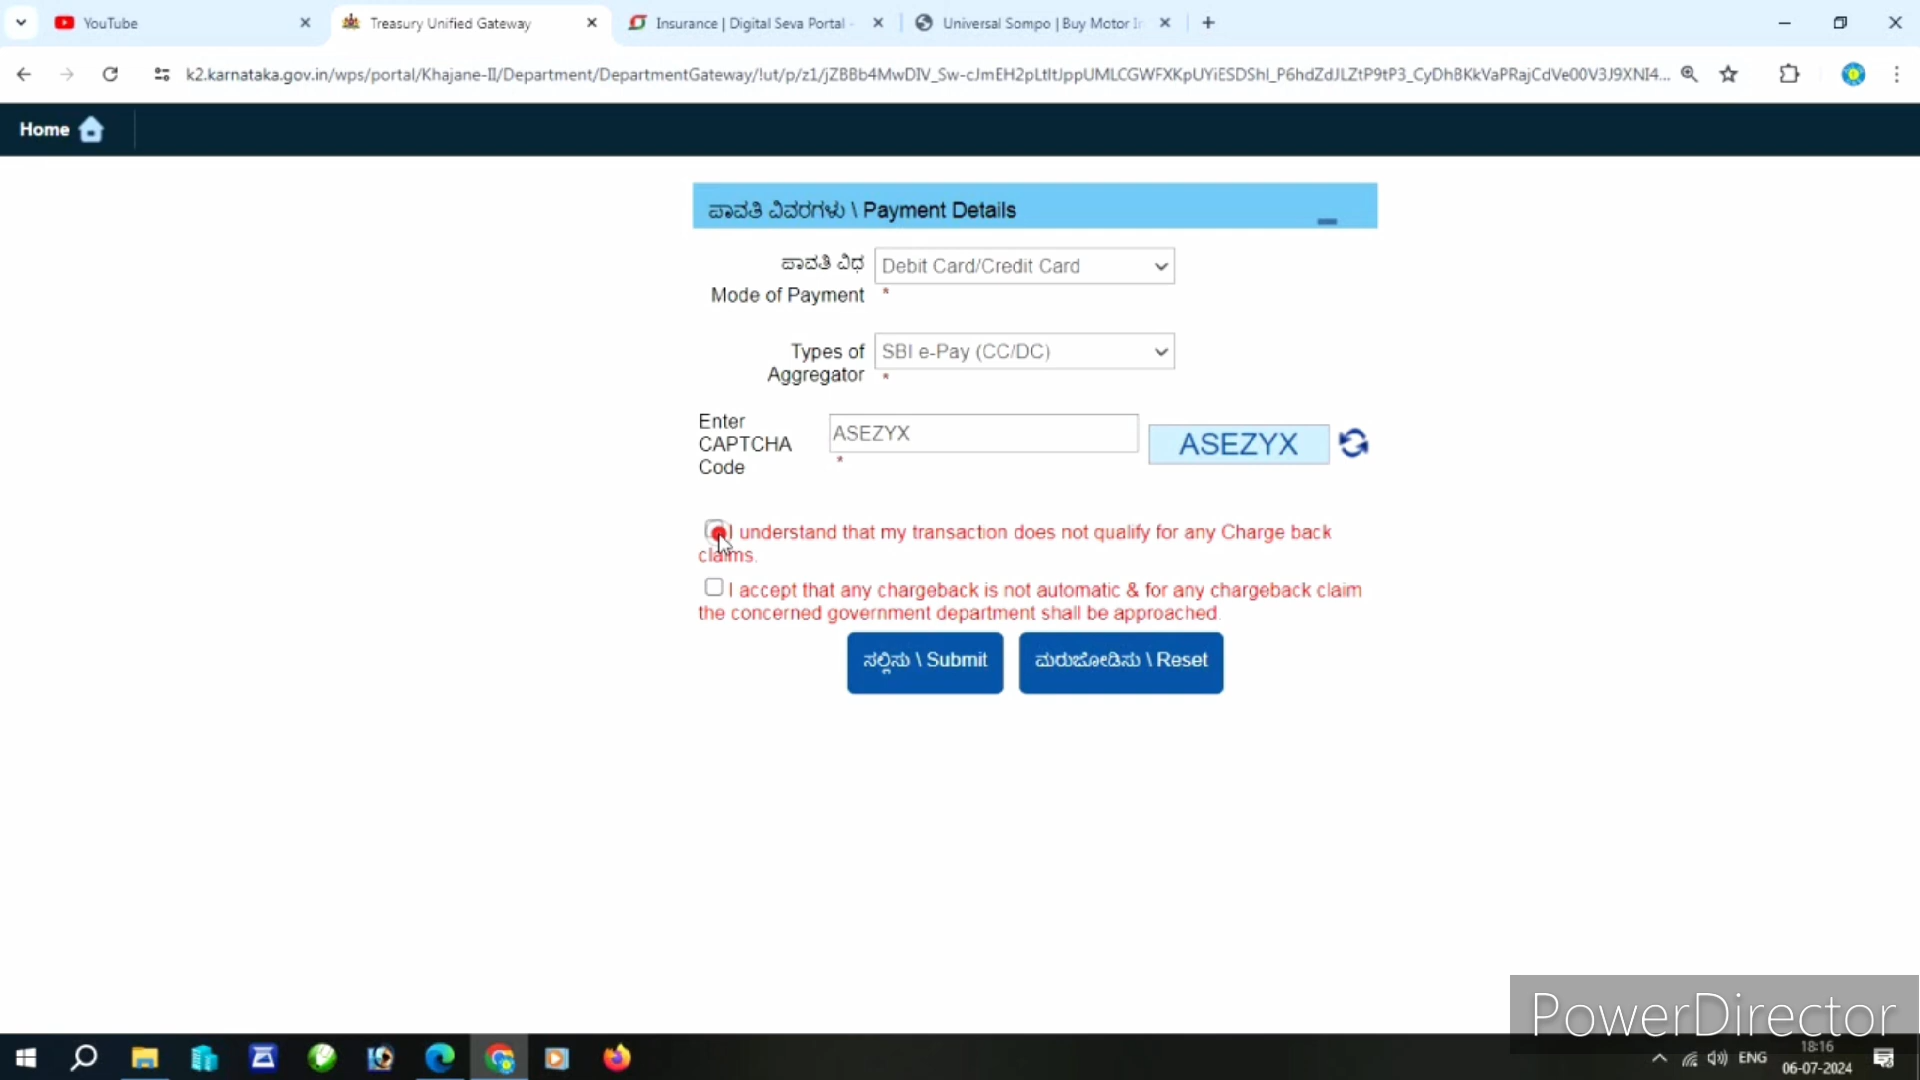 YouTube
Treasury Unified Gateway
Insurance | Digital Seva Portal -
Universal Sompo | Buy Motor In
k2.karnataka.gov.in/wps/portal/Khajane-II/Department/DepartmentGateway/!ut/p/z1/jZBBb4MwDIV_Sw-cJmEH2pLtItJppUMLCGWFXKpUYiESDShI_P6hdZdJLZtP9tP3_CyDhBKkVaPRajCdVe00V3J9XNI4...
Home
ಪಾವತಿ ವಿವರಗಳು \ Payment Details
ಪಾವತಿ ವಿಧ
Mode of Payment
Debit Card/Credit Card
*
Types of
Aggregator
SBI e-Pay (CC/DC)
*
Enter
CAPTCHA
Code
ASEZYX
*
ASEZYX
I understand that my transaction does not qualify for any Charge back
claims.
I accept that any chargeback is not automatic & for any chargeback claim
the concerned government department shall be approached.
ಸಲ್ಲಿಸು \ Submit
ಮರುಜೋಡಿಸು \ Reset
PowerDirector
ENG
18:16
06-07-2024